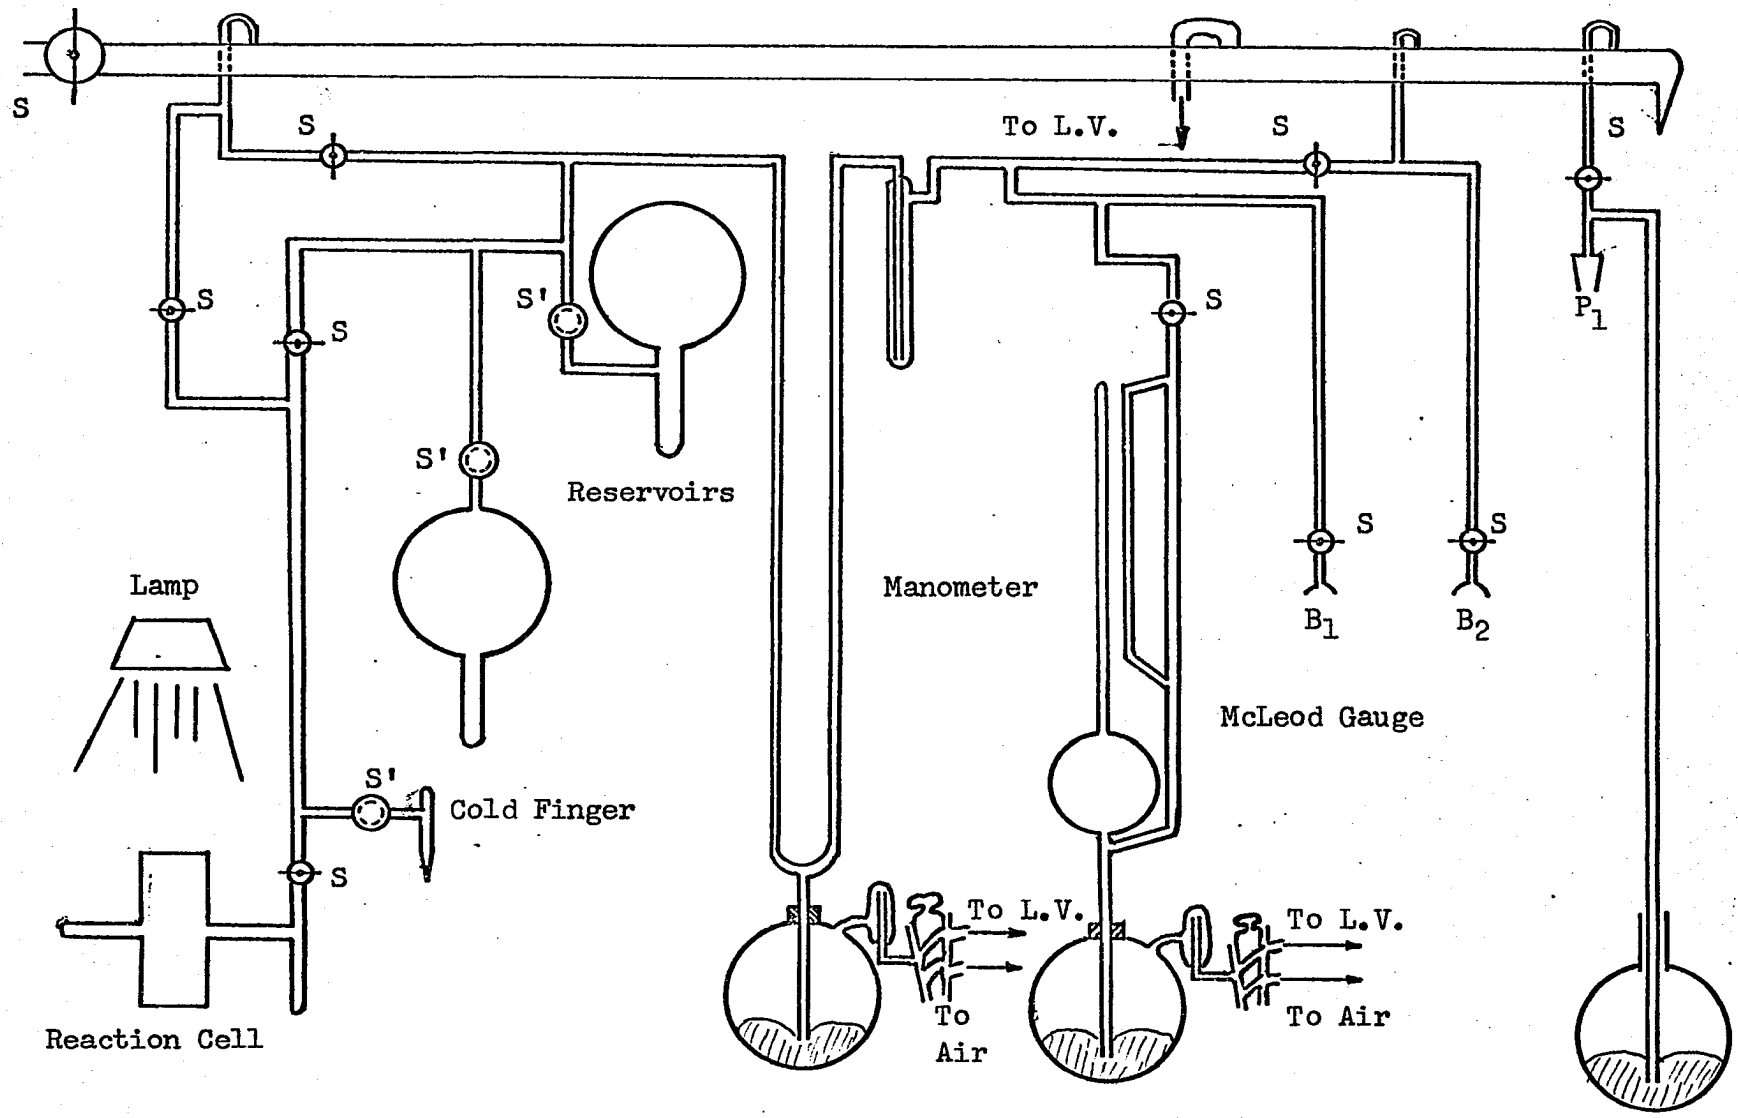 S
S
To L.V.
S
S
S
S
S'
S
P1
S'
Reservoirs
S
S
Lamp
Manometer
B1
B2
McLeod Gauge
S'
Cold Finger
S
To L.V.
To L.V.
To
Air
To Air
Reaction Cell